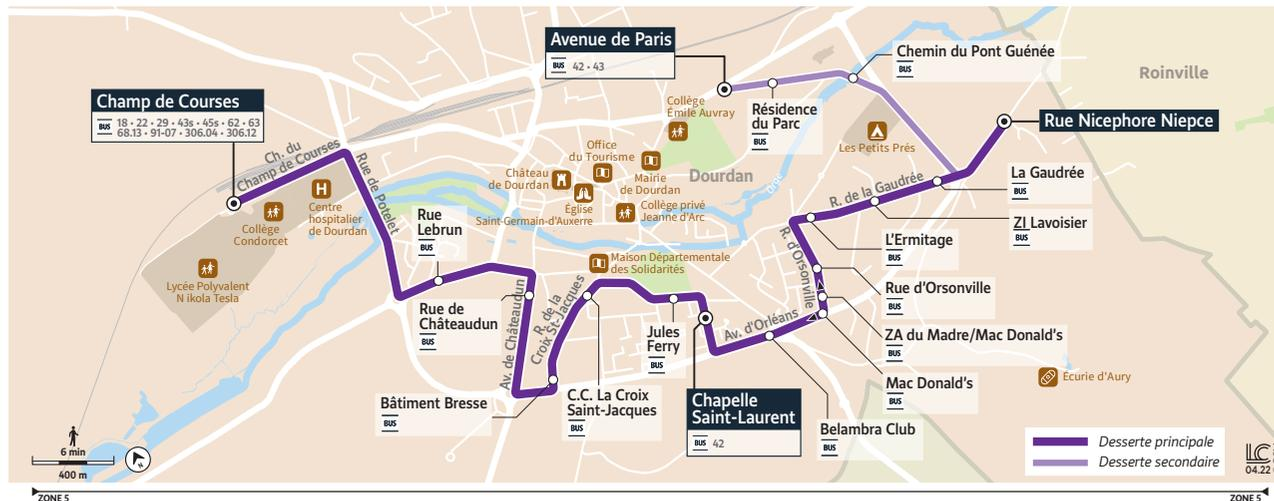 Avenue de Paris
BUS 42 • 43
Chemin du Pont Guénée
BUS
Roinville
Champ de Courses
BUS 18 • 22 • 29 • 43s • 45s • 62 • 63
68.13 • 91-07 • 306.04 • 306.12
Collège
Émile Auvray
Résidence
du Parc
BUS
Rue Nicephore Niepce
Les Petits Prés
Ch. du
Champ de Courses
Rue de Potelet
Office
du Tourisme
Château
de Dourdan
Mairie
de Dourdan
Dourdan
Orge
La Gaudrée
BUS
R. de la Gaudrée
H
Centre
hospitalier
de Dourdan
Collège
Condorcet
Église
Saint-Germain-d'Auxerre
Collège privé
Jeanne d'Arc
Rue
Lebrun
BUS
ZI Lavoisier
BUS
L'Ermitage
BUS
R. d'Orsonville
Maison Départementale
des Solidarités
Lycée Polyvalent
N ikola Tesla
Rue d'Orsonville
BUS
Rue de
Châteaudun
BUS
Av. de Châteaudun
R. de la
Croix St-Jacques
Jules
Ferry
BUS
Av. d'Orléans
ZA du Madre/Mac Donald's
BUS
Écurie d'Aury
Mac Donald's
BUS
Bâtiment Bresse
BUS
C.C. La Croix
Saint-Jacques
BUS
Chapelle
Saint-Laurent
BUS 42
Belambra Club
BUS
6 min
400 m
N
Desserte principale
Desserte secondaire
LC
04.22
ZONE 5
ZONE 5